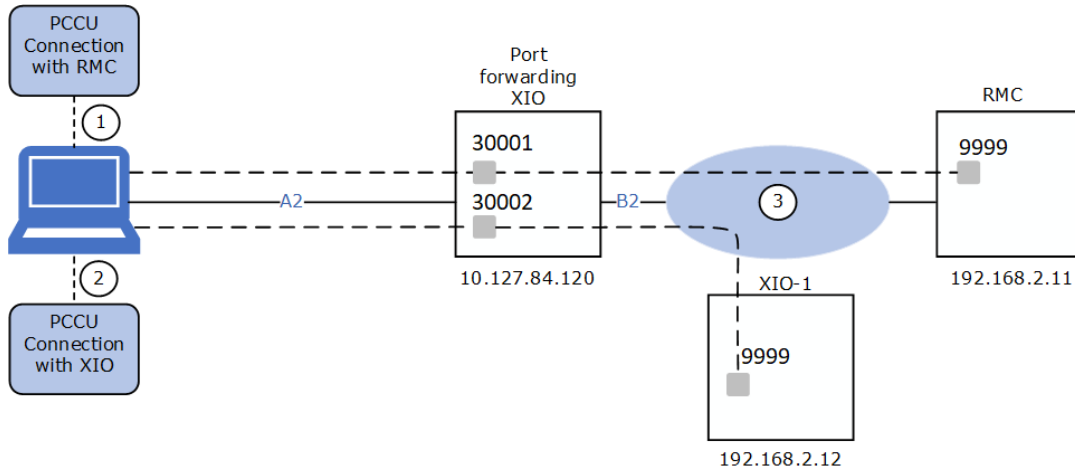 PCCU
Connection
with RMC
1
Port
forwarding
XIO
RMC
30001
9999
A2
30002
B2
3
2
10.127.84.120
192.168.2.11
XIO-1
PCCU
Connection
with XIO
9999
192.168.2.12